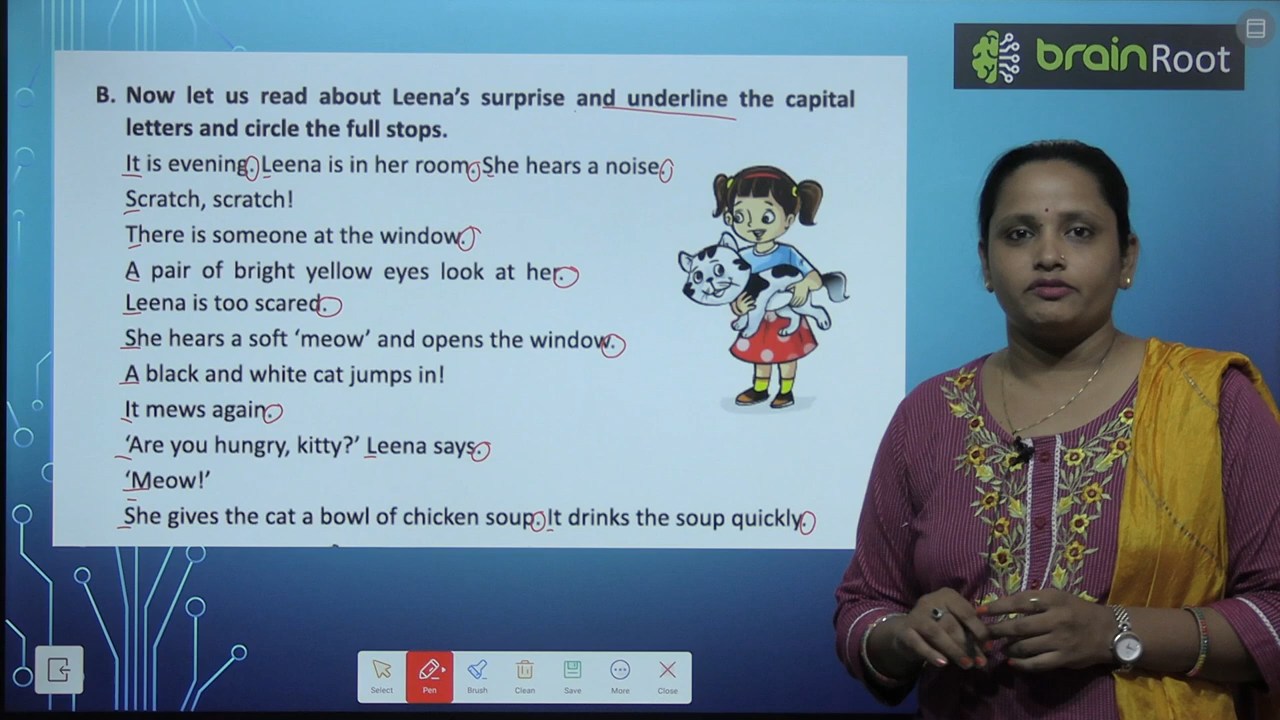 brainRoot
B. Now let us read about Leena's surprise and underline the capital
letters and circle the full stops.
It is evening. Leena is in her room. She hears a noise.
Scratch, scratch!
There is someone at the window.
A pair of bright yellow eyes look at her.
Leena is too scared.
She hears a soft ‘meow’ and opens the window.
A black and white cat jumps in!
It mews again.
‘Are you hungry, kitty?’ Leena says.
‘Meow!’
She gives the cat a bowl of chicken soup. It drinks the soup quickly.
Select Pen Brush Clean Save More Close